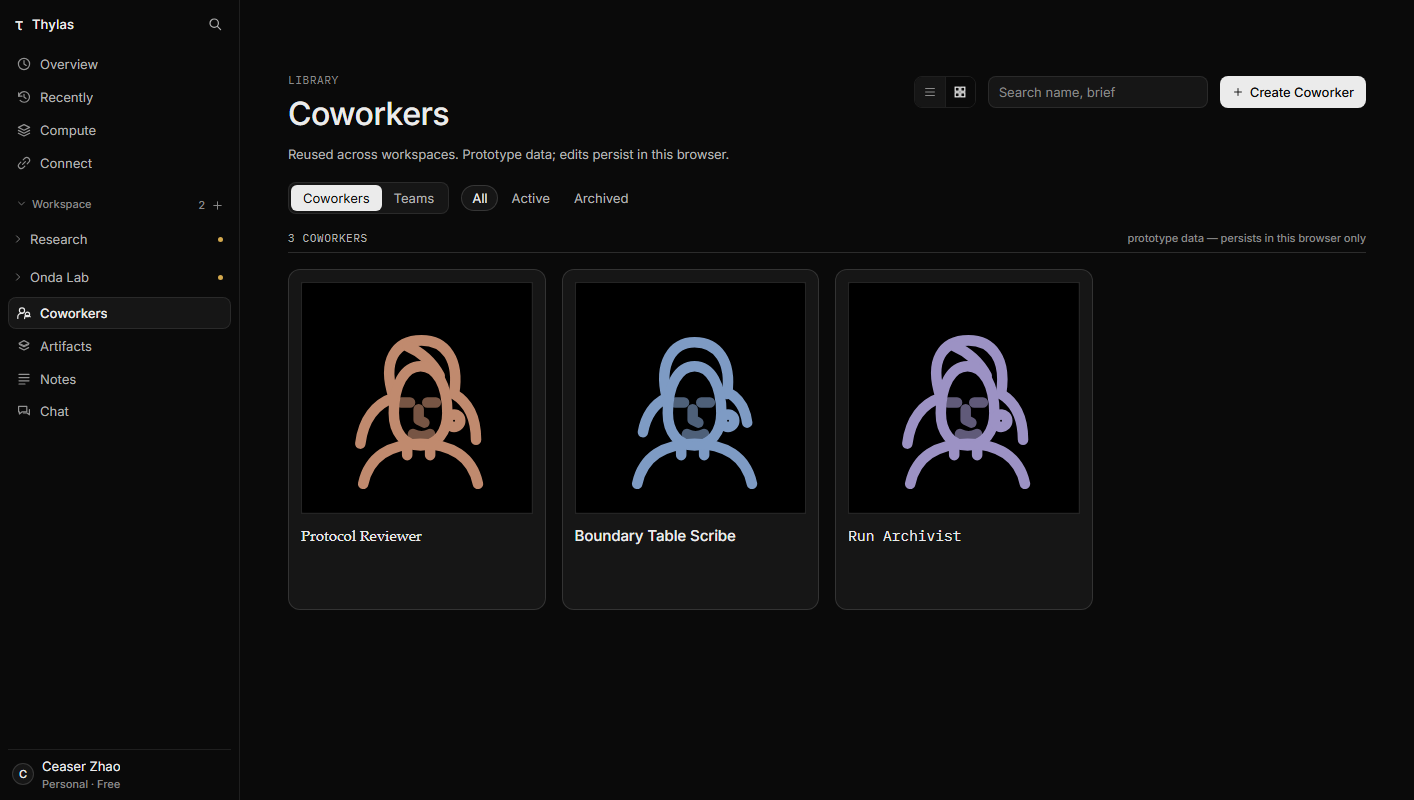 τ Thylas
Overview
Recently
Compute
Connect
Workspace 2 +
Research
Onda Lab
Coworkers
Artifacts
Notes
Chat
C
Ceaser Zhao
Personal · Free
LIBRARY
Coworkers
Search name, brief
+ Create Coworker
Reused across workspaces. Prototype data; edits persist in this browser.
Coworkers Teams All Active Archived
3 COWORKERS
prototype data — persists in this browser only
Protocol Reviewer
Boundary Table Scribe
Run Archivist